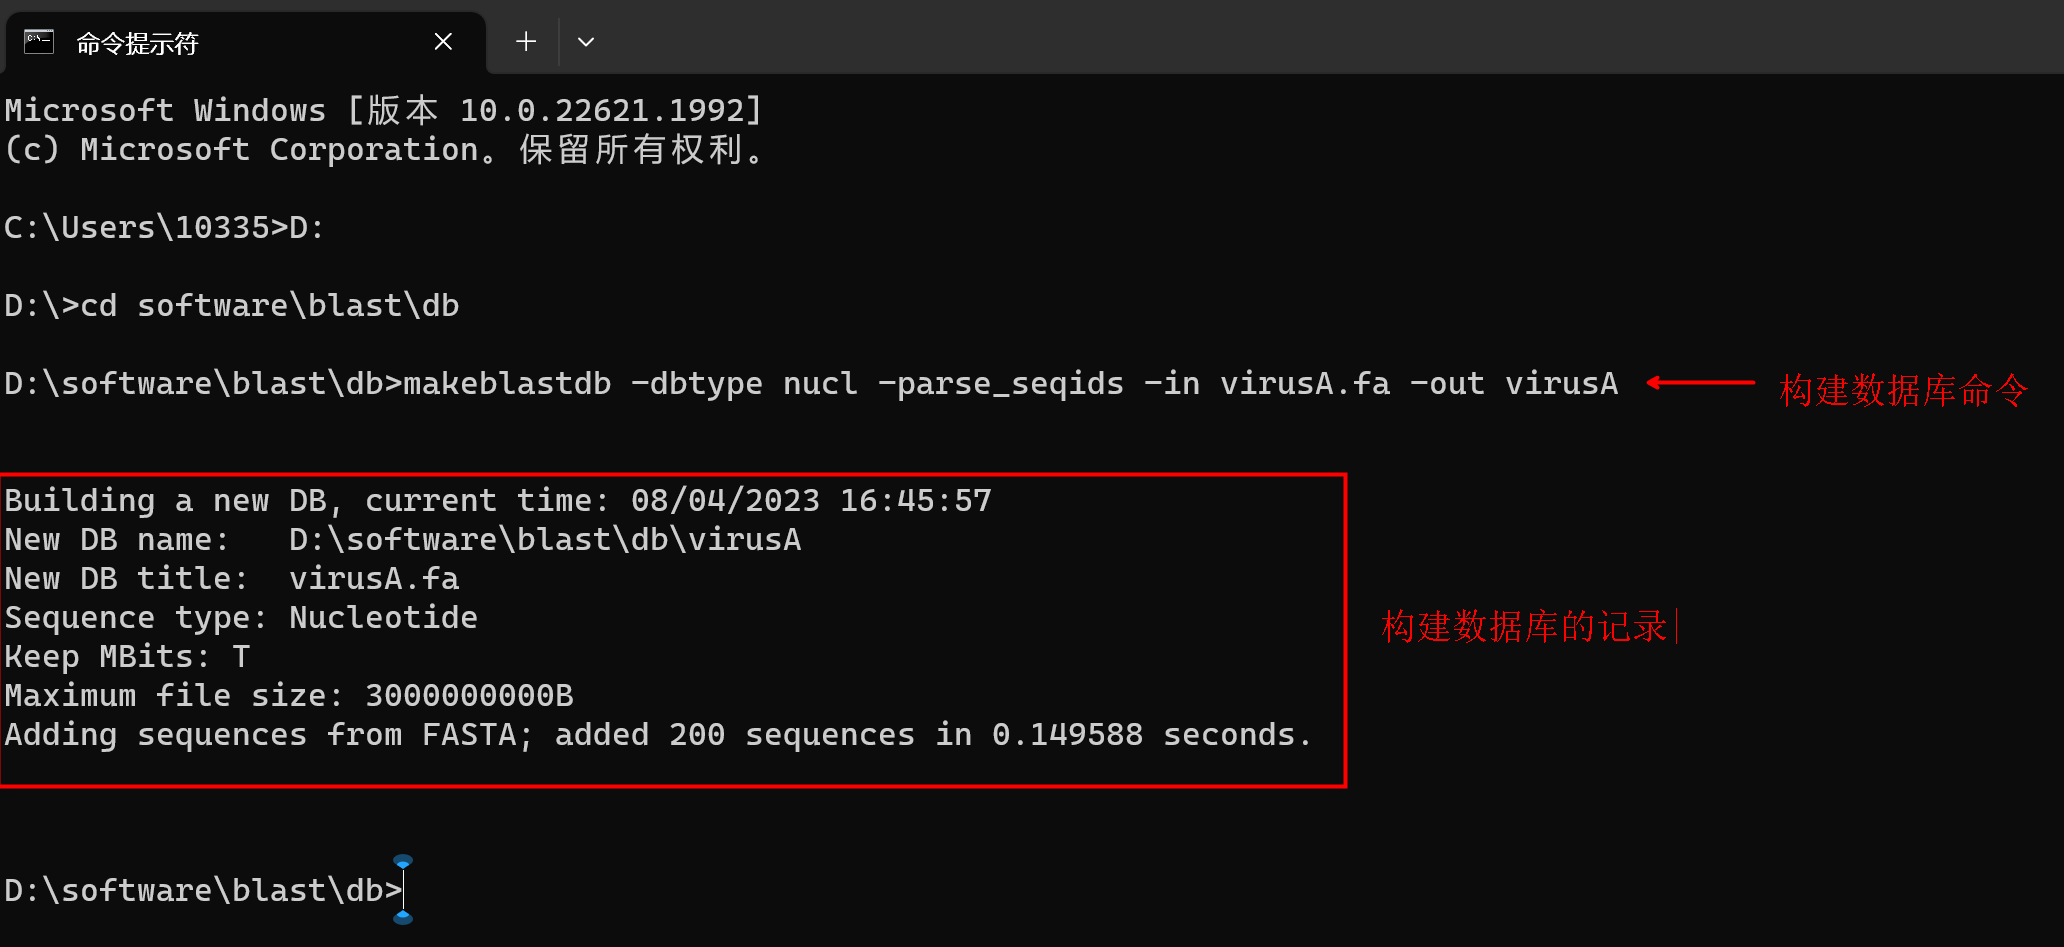 命令提示符
Microsoft Windows [版本 10.0.22621.1992]
(c) Microsoft Corporation。保留所有权利。
C:\Users\10335>D:
D:\>cd software\blast\db
D:\software\blast\db>makeblastdb -dbtype nucl -parse_seqids -in virusA.fa -out virusA
构建数据库命令
Building a new DB, current time: 08/04/2023 16:45:57
New DB name:   D:\software\blast\db\virusA
New DB title:  virusA.fa
Sequence type: Nucleotide
Keep MBits: T
Maximum file size: 3000000000B
Adding sequences from FASTA; added 200 sequences in 0.149588 seconds.
构建数据库的记录
D:\software\blast\db>